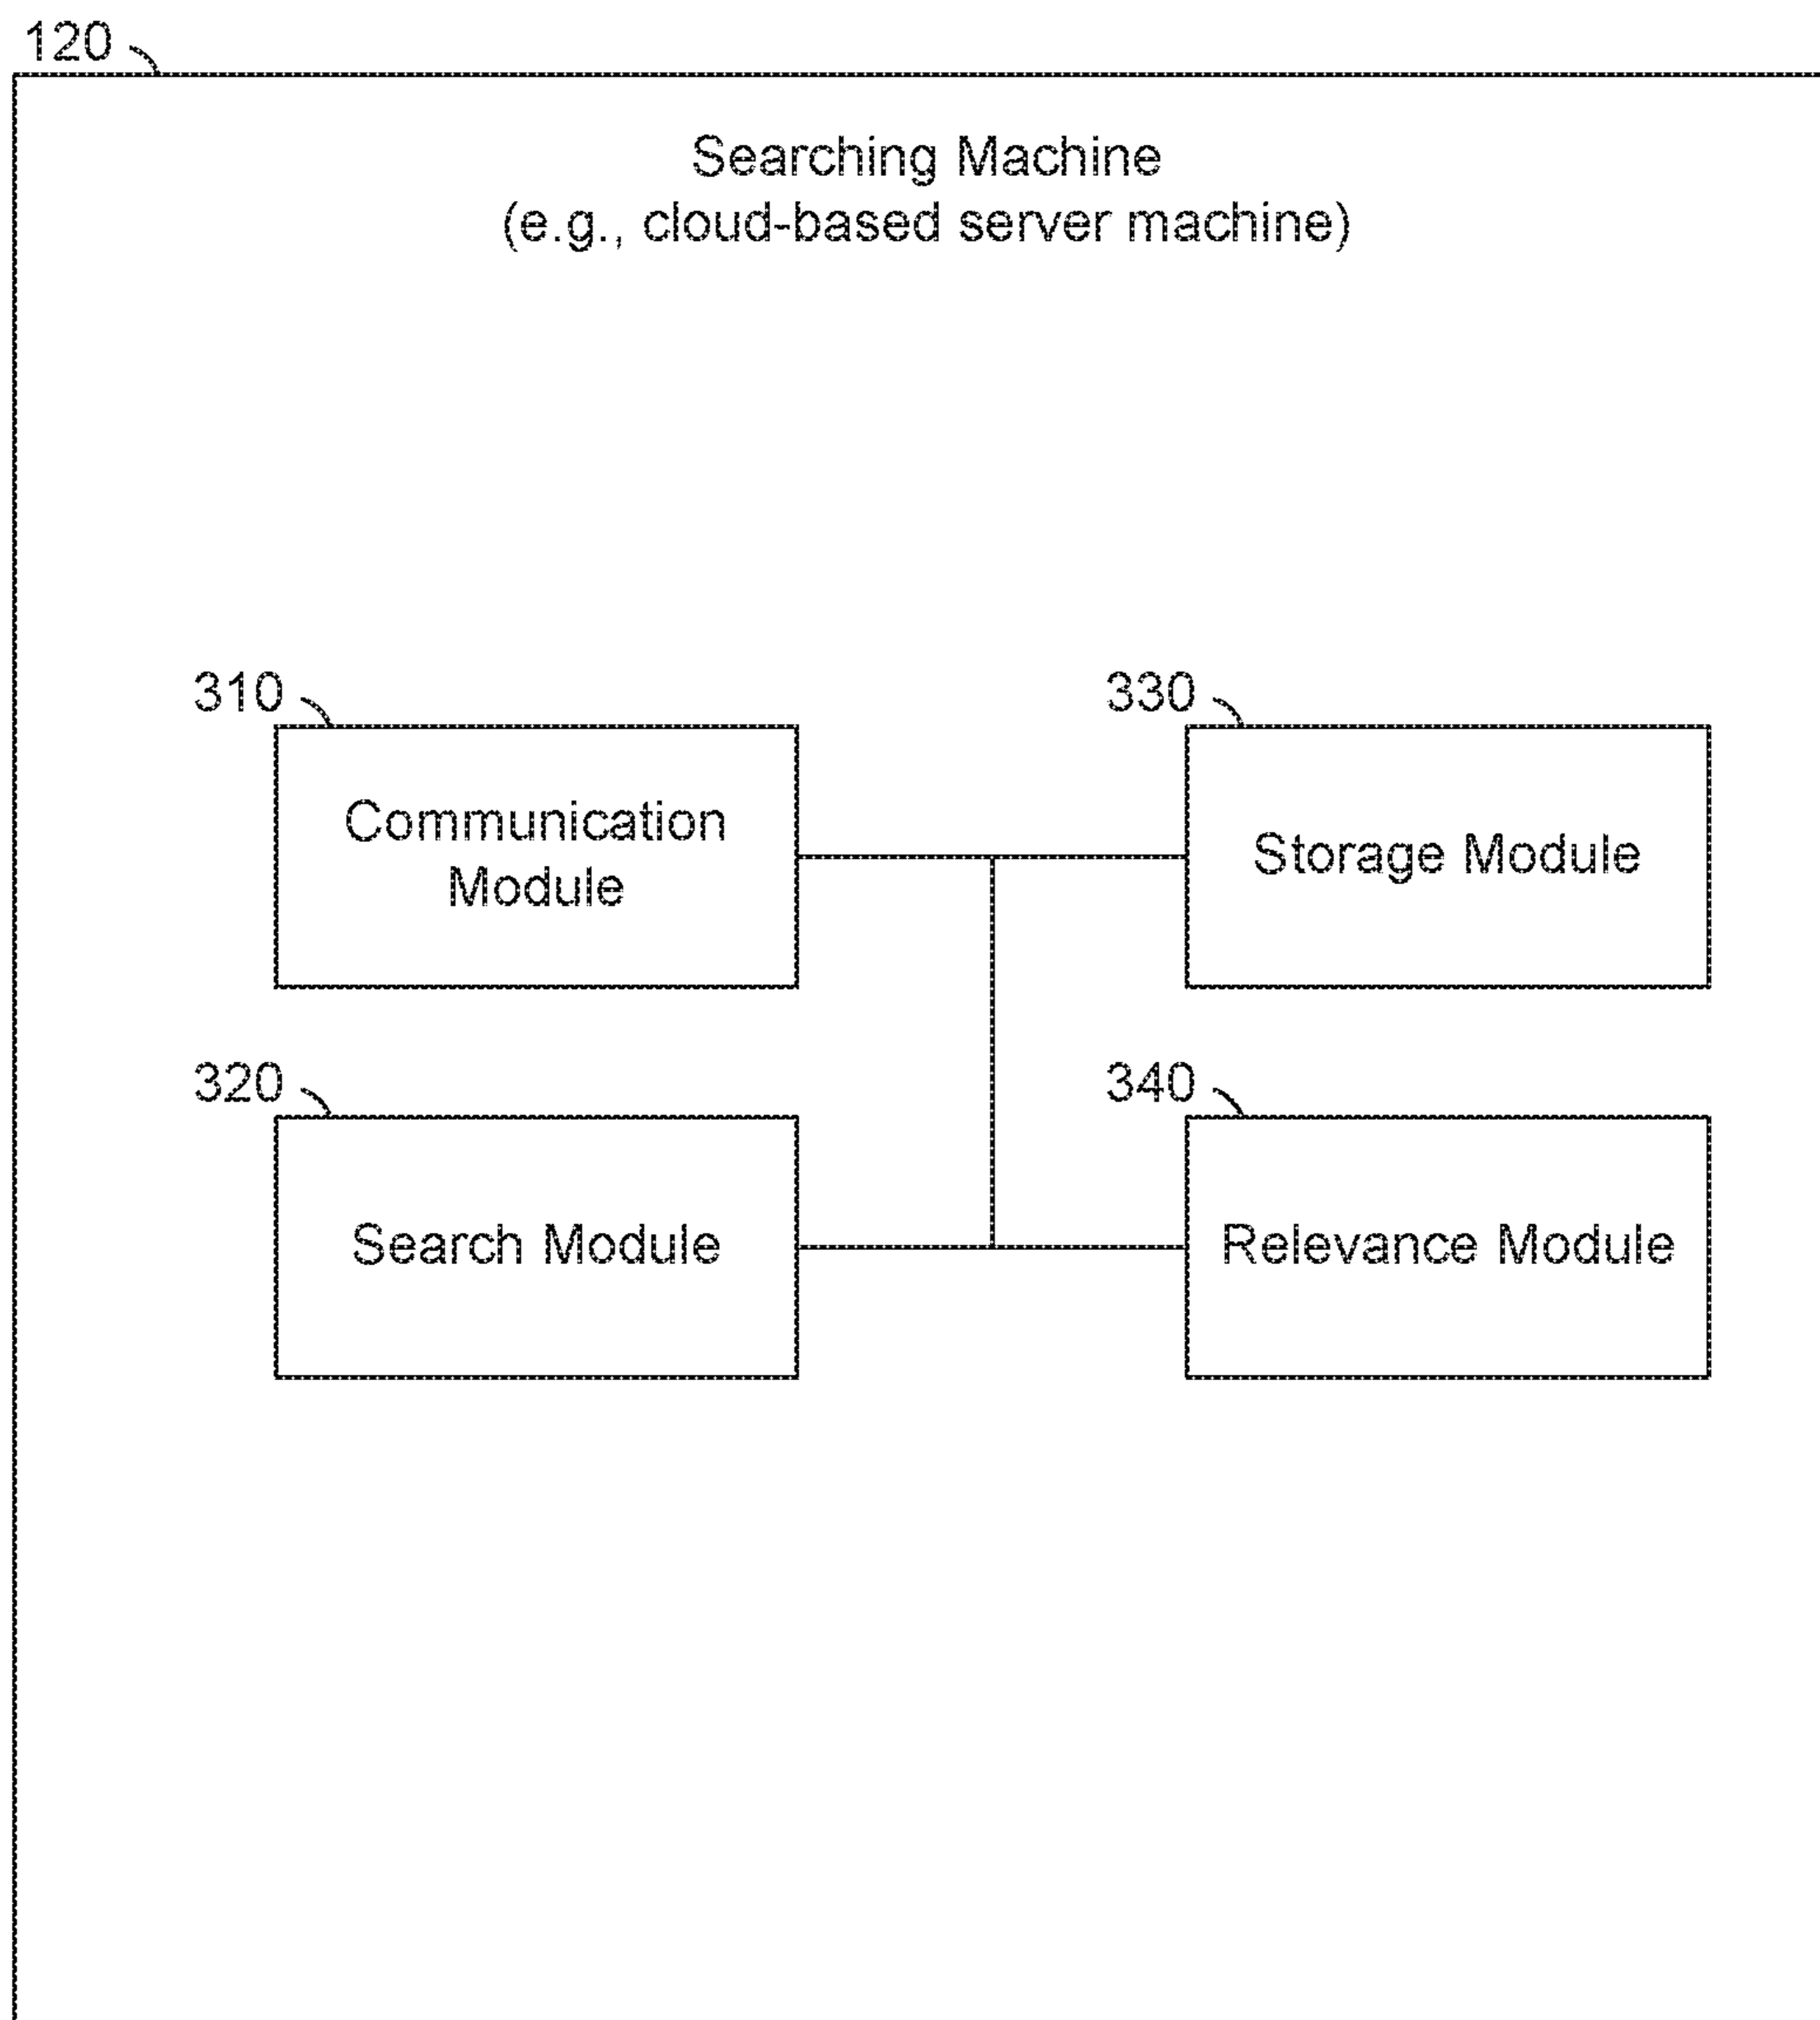 120
Searching Machine
(e.g., cloud-based server machine)
310
Communication
Module
330
Storage Module
320
Search Module
340
Relevance Module